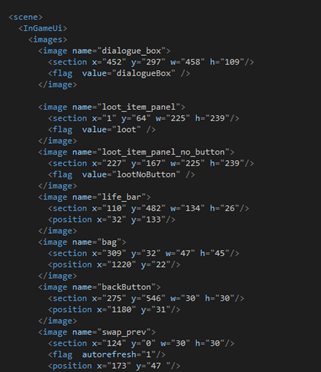 <scene>
<InGameUi>
<images>
<image name="dialogue_box">
<section x="452" y="297" w="458" h="109"/>
<flag  value="dialogueBox" />
</image>
<image name="loot_item_panel">
<section x="1" y="64" w="225" h="239"/>
<flag  value="loot" />
</image>
<image name="loot_item_panel_no_button">
<section x="227" y="167" w="225" h="239"/>
<flag  value="lootNoButton" />
</image>
<image name="life_bar">
<section x="110" y="482" w="134" h="26"/>
<position x="32" y="133"/>
</image>
<image name="bag">
<section x="309" y="32" w="47" h="45"/>
<position x="1220" y="22"/>
</image>
<image name="backButton">
<section x="275" y="546" w="30" h="30"/>
<position x="1180" y="31"/>
</image>
<image name="swap_prev">
<section x="124" y="0" w="30" h="30"/>
<flag  autorefresh="1"/>
<position x="173" y="47 "/>